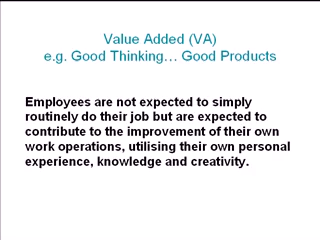 Value Added (VA)
e.g. Good Thinking… Good Products
Employees are not expected to simply
routinely do their job but are expected to
contribute to the improvement of their own
work operations, utilising their own personal
experience, knowledge and creativity.